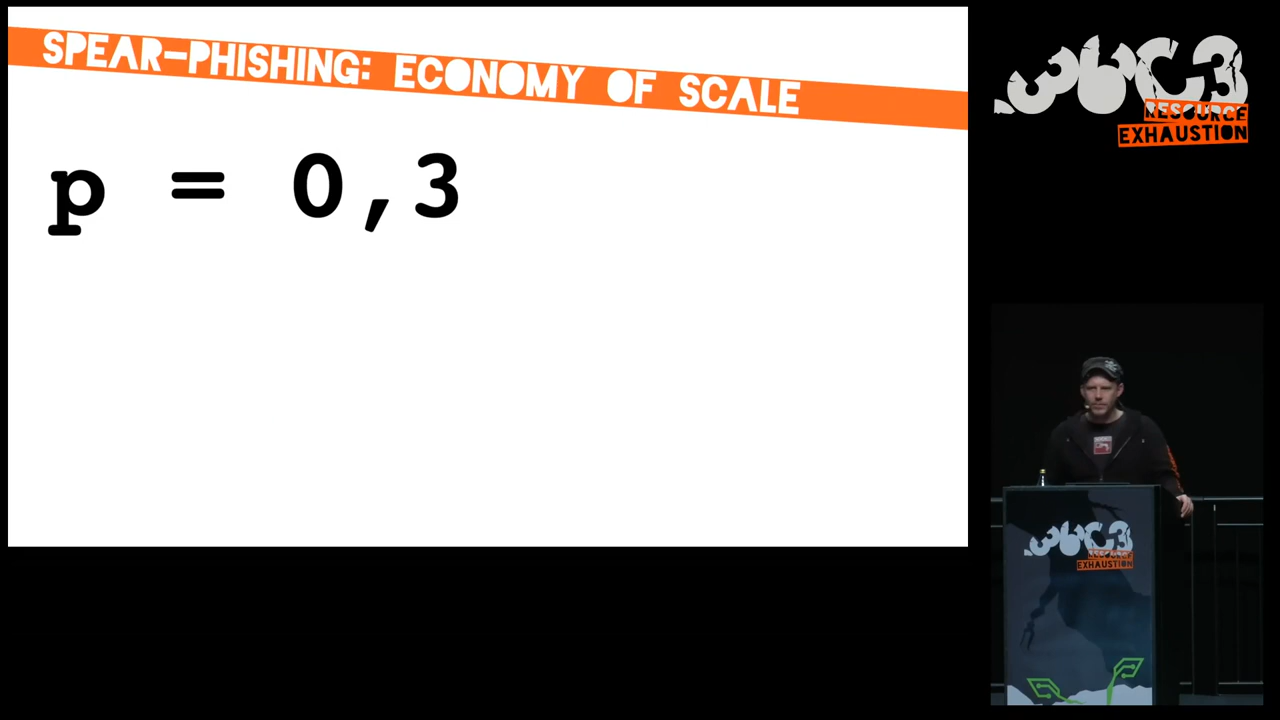 SPEAR-PHISHING: ECONOMY OF SCALE
p = 0,3
36C3
RESOURCE
EXHAUSTION
36C3
RESOURCE
EXHAUSTION